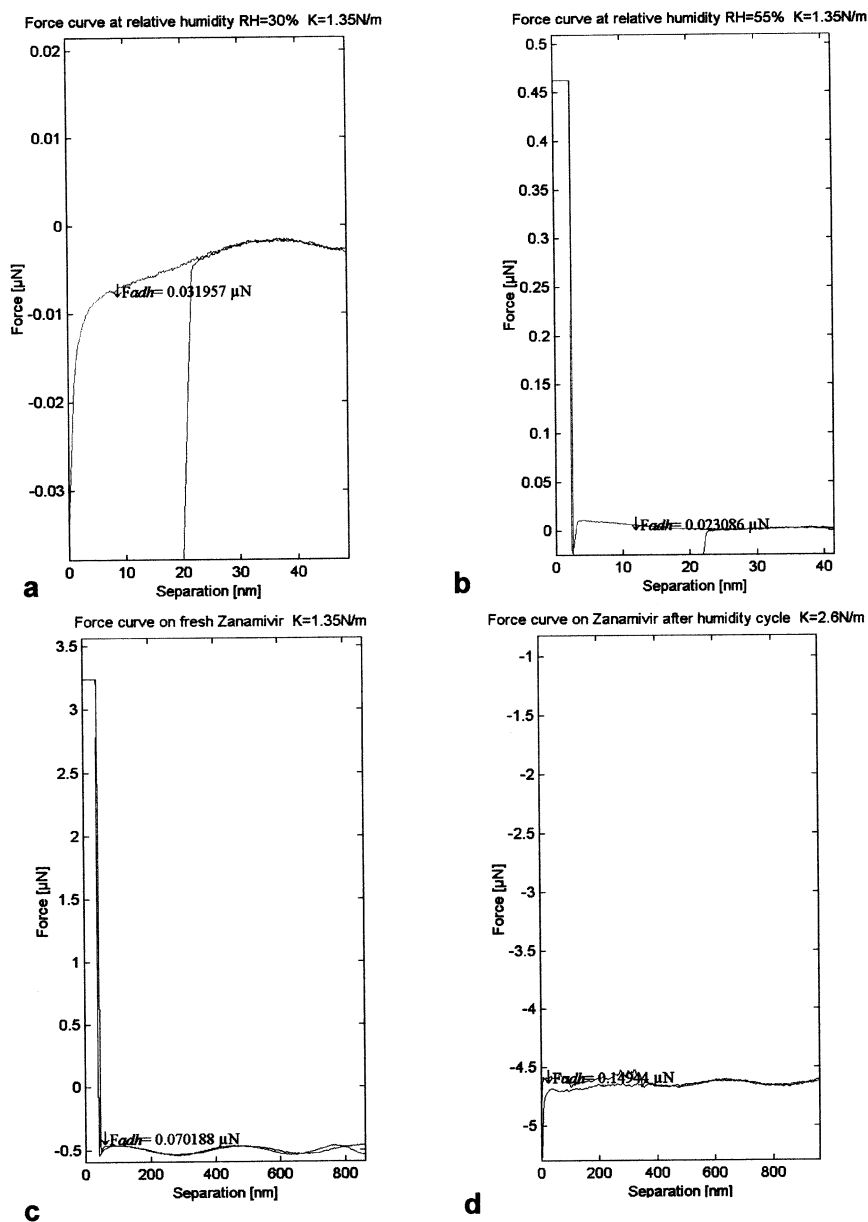 Force curve at relative humidity RH=30% K=1.35N/m
0.02
0.01
0
-0.01
-0.02
-0.03
Force [µN]
Fadh= 0.031957 µN
0 10 20 30 40
Separation [nm]
a
Force curve at relative humidity RH=55% K=1.35N/m
0.5
0.45
0.4
0.35
0.3
0.25
0.2
0.15
0.1
0.05
0
Force [µN]
Fadh= 0.023086 µN
0 10 20 30 40
Separation [nm]
b
Force curve on fresh Zanamivir K=1.35N/m
3.5
3
2.5
2
1.5
1
0.5
0
-0.5
Force [µN]
Fadh= 0.070188 µN
0 200 400 600 800
Separation [nm]
c
Force curve on Zanamivir after humidity cycle K=2.6N/m
-1
-1.5
-2
-2.5
-3
-3.5
-4
-4.5
-5
Force [µN]
Fadh= 0.14944 µN
0 200 400 600 800
Separation [nm]
d